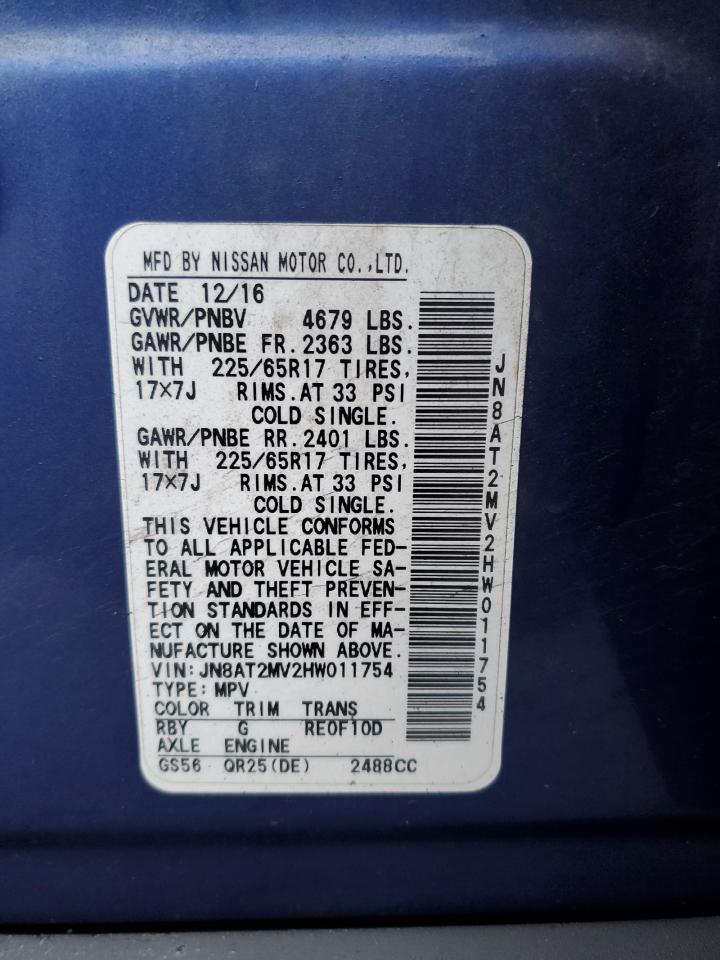 MFD BY NISSAN MOTOR CO.,LTD.
DATE 12/16
GVWR/PNBV 4679 LBS.
GAWR/PNBE FR.2363 LBS.
WITH 225/65R17 TIRES,
17×7J RIMS.AT 33 PSI
COLD SINGLE.
GAWR/PNBE RR.2401 LBS.
WITH 225/65R17 TIRES,
17×7J RIMS.AT 33 PSI
COLD SINGLE.
THIS VEHICLE CONFORMS
TO ALL APPLICABLE FED-
ERAL MOTOR VEHICLE SA-
FETY AND THEFT PREVEN-
TION STANDARDS IN EFF-
ECT ON THE DATE OF MA-
NUFACTURE SHOWN ABOVE.
VIN:JN8AT2MV2HW011754
TYPE:MPV
COLOR TRIM TRANS
RBY G RE0F10D
AXLE ENGINE
GS56 QR25(DE) 2488CC
JN8AT2MV2HW011754